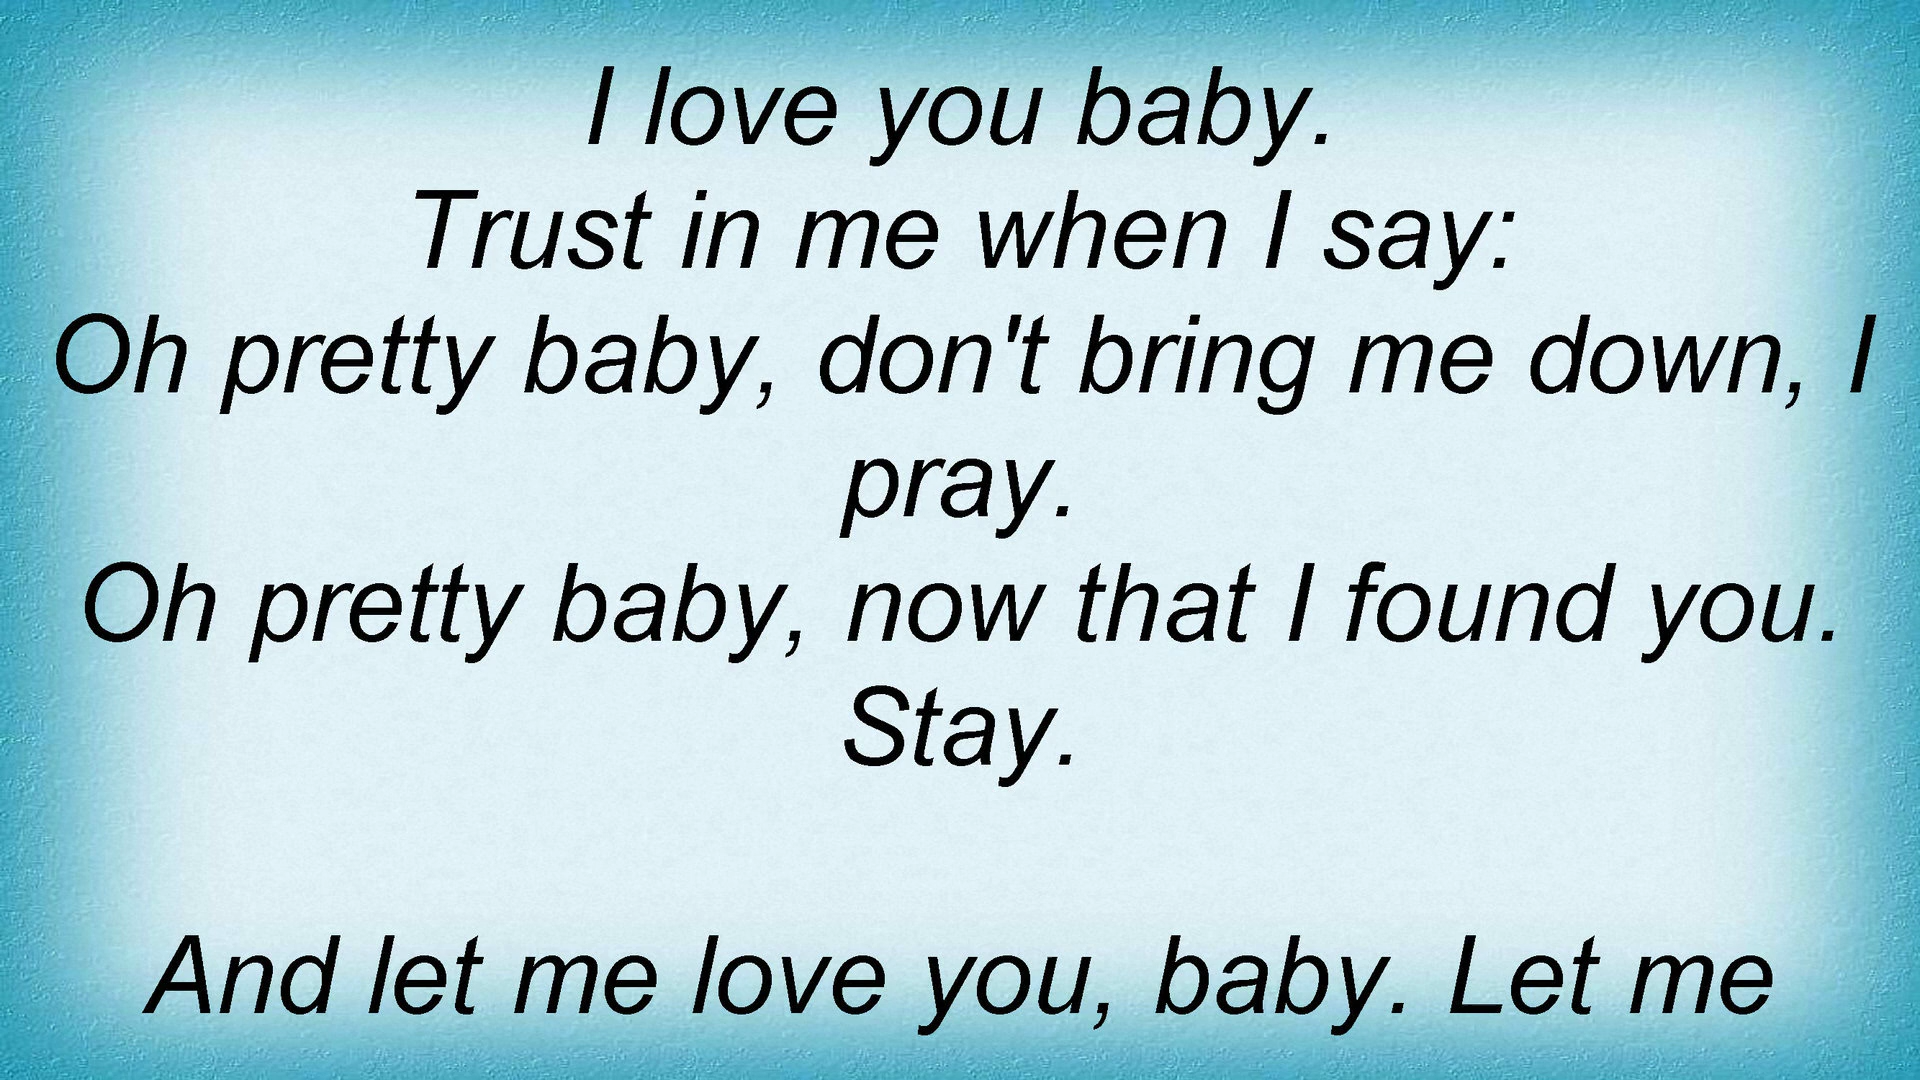 I love you baby.
Trust in me when I say:
Oh pretty baby, don't bring me down, I
pray.
Oh pretty baby, now that I found you.
Stay.
And let me love you, baby. Let me